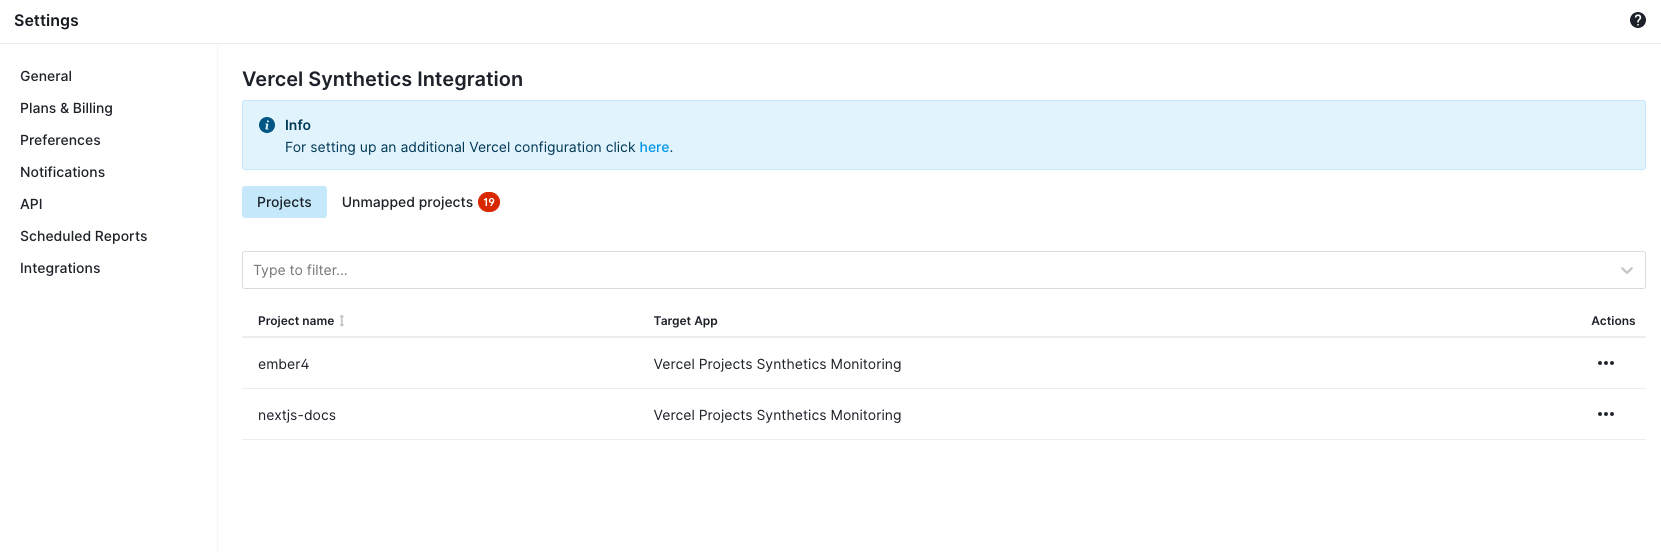 Settings
General
Plans & Billing
Preferences
Notifications
API
Scheduled Reports
Integrations
Vercel Synthetics Integration
Info
For setting up an additional Vercel configuration click here.
Projects
Unmapped projects 19
Type to filter...
Project name Target App Actions
ember4 Vercel Projects Synthetics Monitoring
nextjs-docs Vercel Projects Synthetics Monitoring